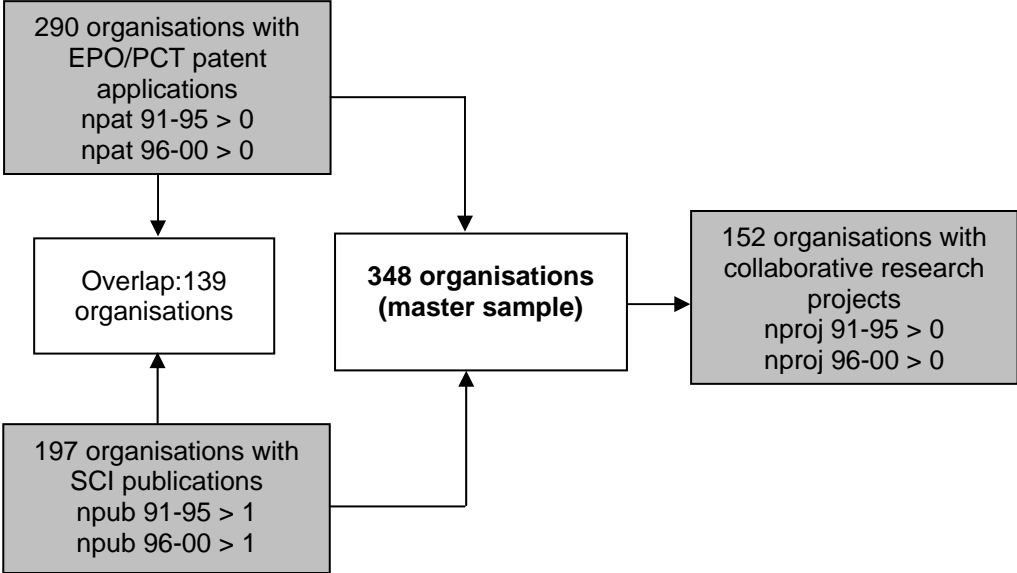 290 organisations with
EPO/PCT patent
applications
npat 91-95 > 0
npat 96-00 > 0
Overlap:139
organisations
348 organisations
(master sample)
152 organisations with
collaborative research
projects
nproj 91-95 > 0
nproj 96-00 > 0
197 organisations with
SCI publications
npub 91-95 > 1
npub 96-00 > 1